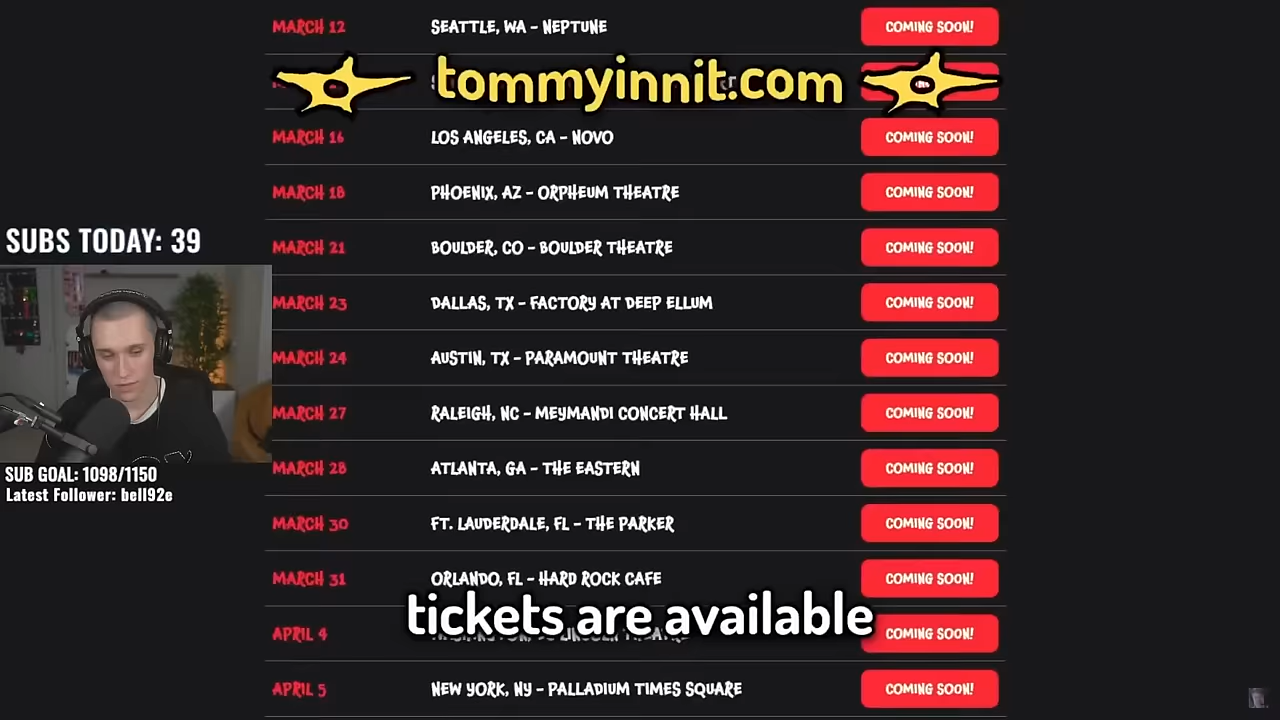 MARCH 12 SEATTLE, WA - NEPTUNE COMING SOON!
tommyinnit.com
MARCH 16 LOS ANGELES, CA - NOVO COMING SOON!
MARCH 18 PHOENIX, AZ - ORPHEUM THEATRE COMING SOON!
MARCH 21 BOULDER, CO - BOULDER THEATRE COMING SOON!
MARCH 23 DALLAS, TX - FACTORY AT DEEP ELLUM COMING SOON!
MARCH 24 AUSTIN, TX - PARAMOUNT THEATRE COMING SOON!
MARCH 27 RALEIGH, NC - MEYMANDI CONCERT HALL COMING SOON!
MARCH 28 ATLANTA, GA - THE EASTERN COMING SOON!
MARCH 30 FT. LAUDERDALE, FL - THE PARKER COMING SOON!
MARCH 31 ORLANDO, FL - HARD ROCK CAFE COMING SOON!
tickets are available
APRIL 4 COMING SOON!
APRIL 5 NEW YORK, NY - PALLADIUM TIMES SQUARE COMING SOON!
SUBS TODAY: 39
SUB GOAL: 1098/1150
Latest Follower: bell92e